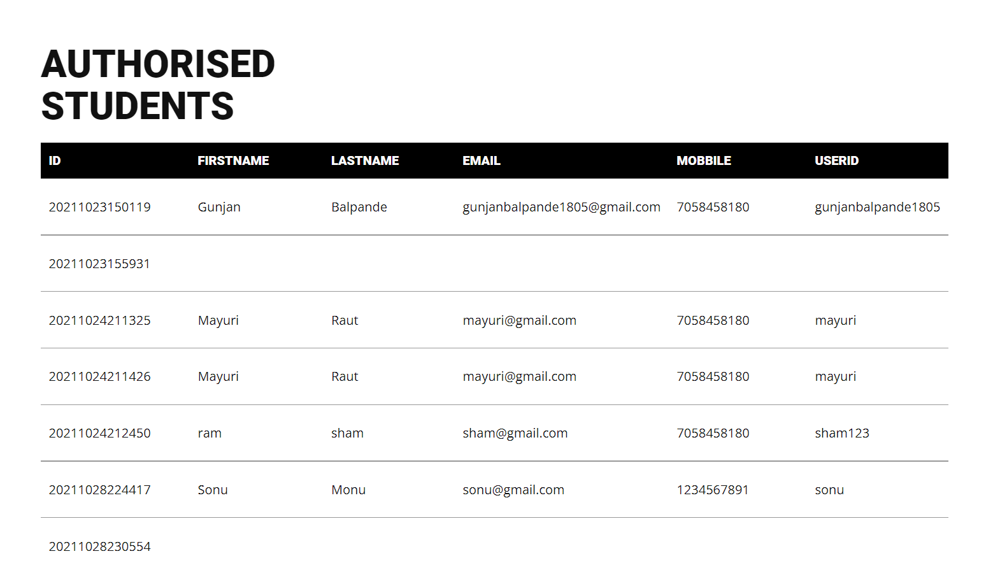 AUTHORISED
STUDENTS
ID FIRSTNAME LASTNAME EMAIL MOBBILE USERID
20211023150119 Gunjan Balpande gunjanbalpande1805@gmail.com 7058458180 gunjanbalpande1805
20211023155931
20211024211325 Mayuri Raut mayuri@gmail.com 7058458180 mayuri
20211024211426 Mayuri Raut mayuri@gmail.com 7058458180 mayuri
20211024212450 ram sham sham@gmail.com 7058458180 sham123
20211028224417 Sonu Monu sonu@gmail.com 1234567891 sonu
20211028230554